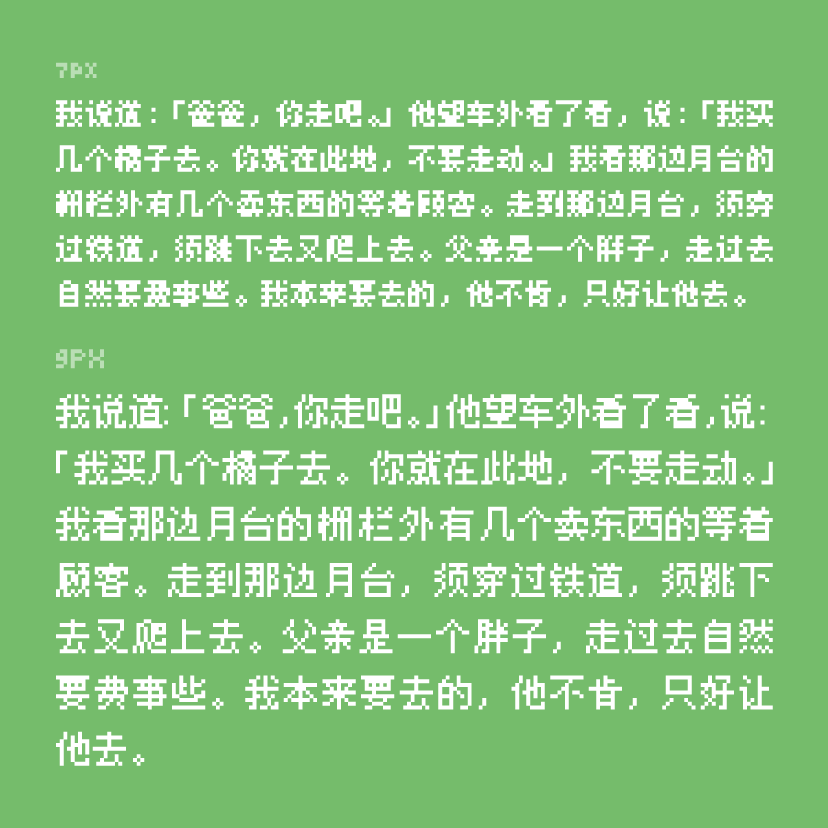 7PX
我说道：「爸爸，你走吧。」他望车外看了看，说：「我买
几个橘子去。你就在此地，不要走动。」我看那边月台的
栅栏外有几个卖东西的等着顾客。走到那边月台，须穿
过铁道，须跳下去又爬上去。父亲是一个胖子，走过去
自然要费事些。我本来要去的，他不肯，只好让他去。
9PX
我说道：「爸爸，你走吧。」他望车外看了看，说：
「我买几个橘子去。你就在此地，不要走动。」
我看那边月台的栅栏外有几个卖东西的等着
顾客。走到那边月台，须穿过铁道，须跳下
去又爬上去。父亲是一个胖子，走过去自然
要费事些。我本来要去的，他不肯，只好让
他去。